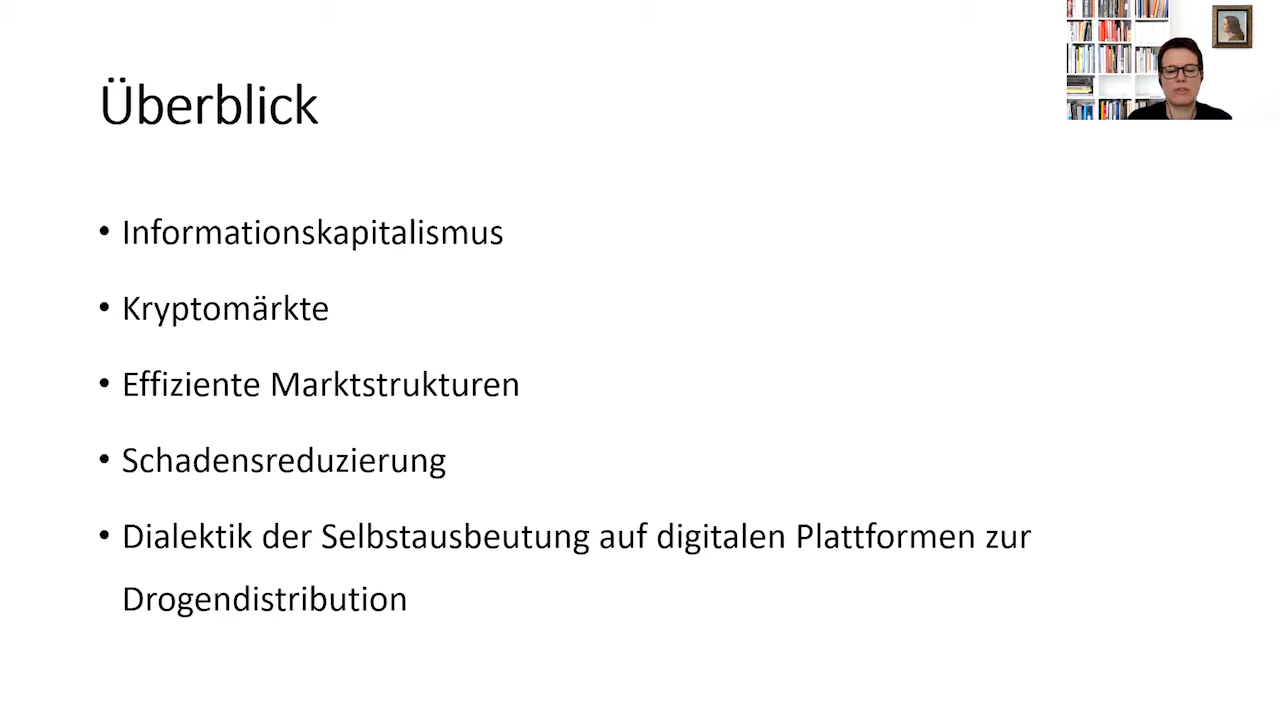 Überblick
• Informationskapitalismus
• Kryptomärkte
• Effiziente Marktstrukturen
• Schadensreduzierung
• Dialektik der Selbstausbeutung auf digitalen Plattformen zur
Drogendistribution